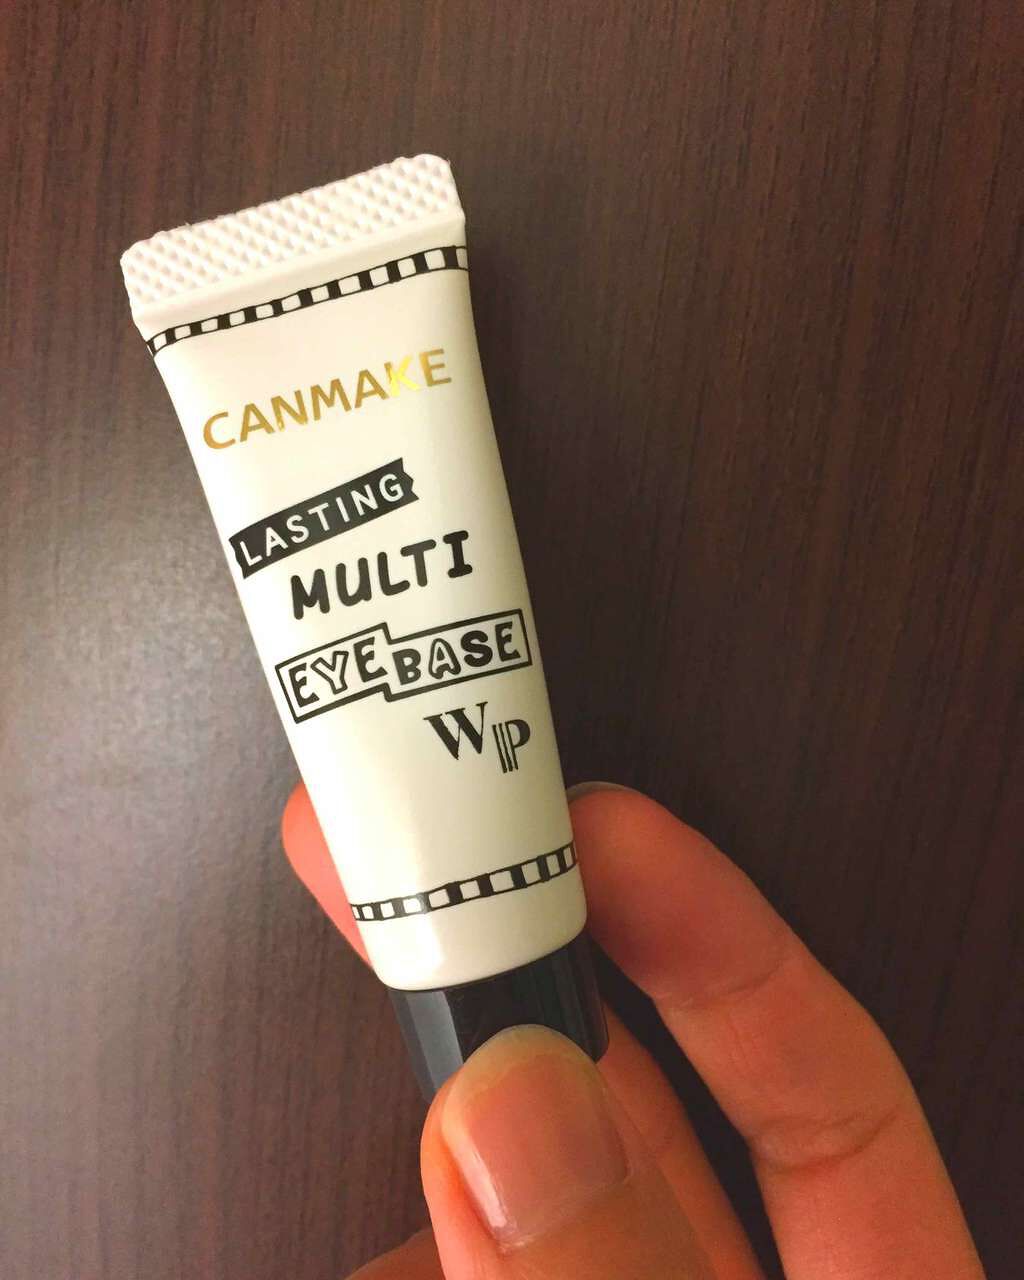 CANMAKE
LASTING
MULTI
EYEBASE
WP